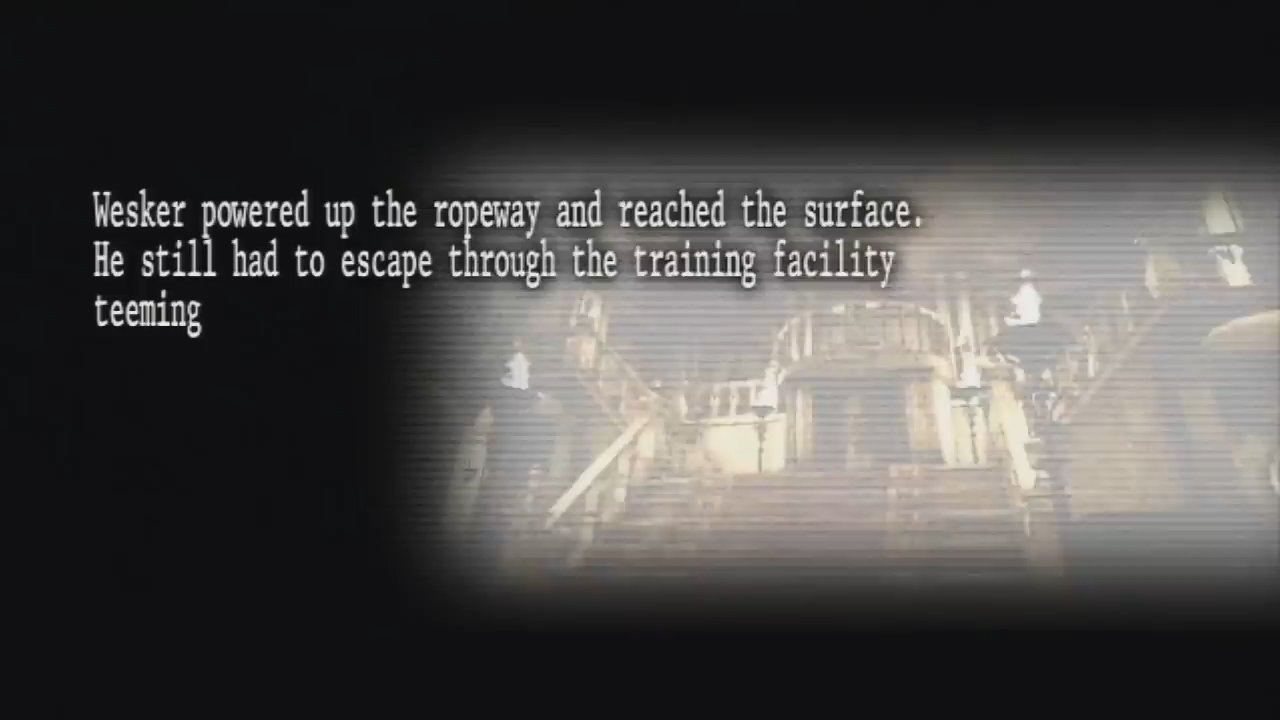 Wesker powered up the ropeway and reached the surface.
He still had to escape through the training facility
teeming